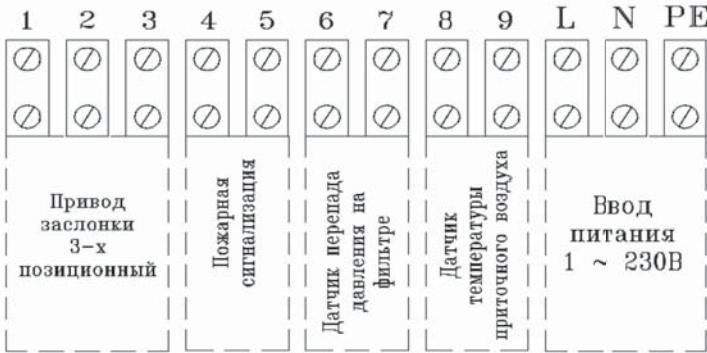 1 2 3 4 5 6 7 8 9 L N PE
Привод
заслонки
3-х
позиционный
Пожарная
сигнализация
Датчик перепада
давления на
фильтре
Датчик
температуры
приточного воздуха
Ввод
питания
1 ~ 230В